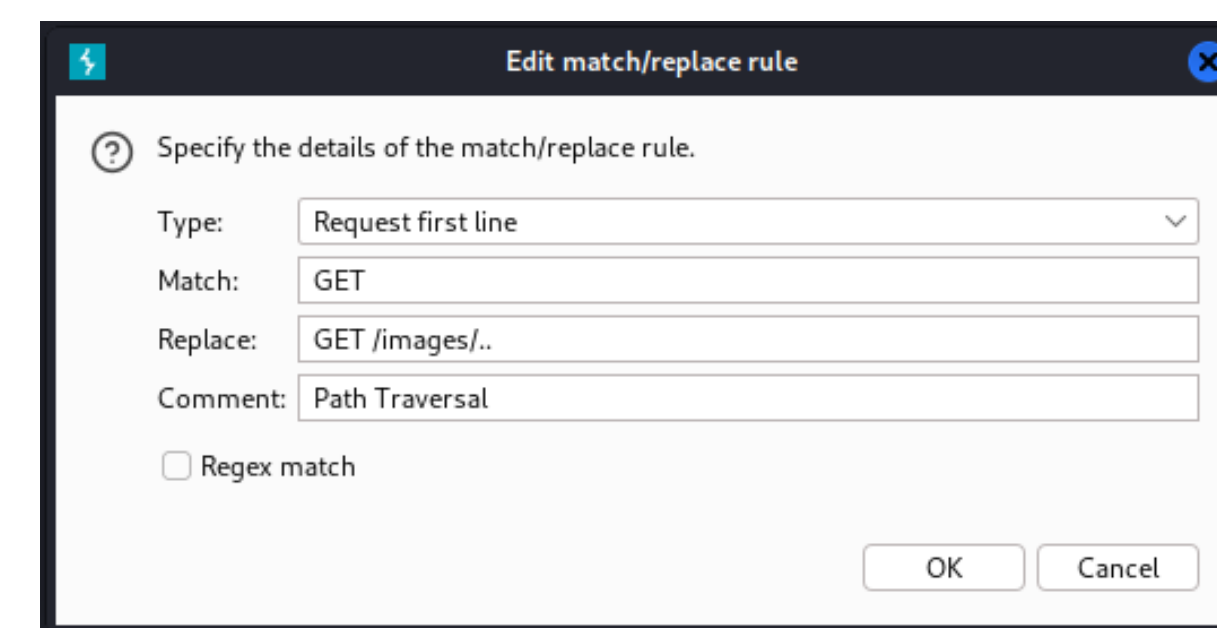 Edit match/replace rule
Specify the details of the match/replace rule.
Type: Request first line
Match: GET
Replace: GET /images/..
Comment: Path Traversal
Regex match
OK Cancel